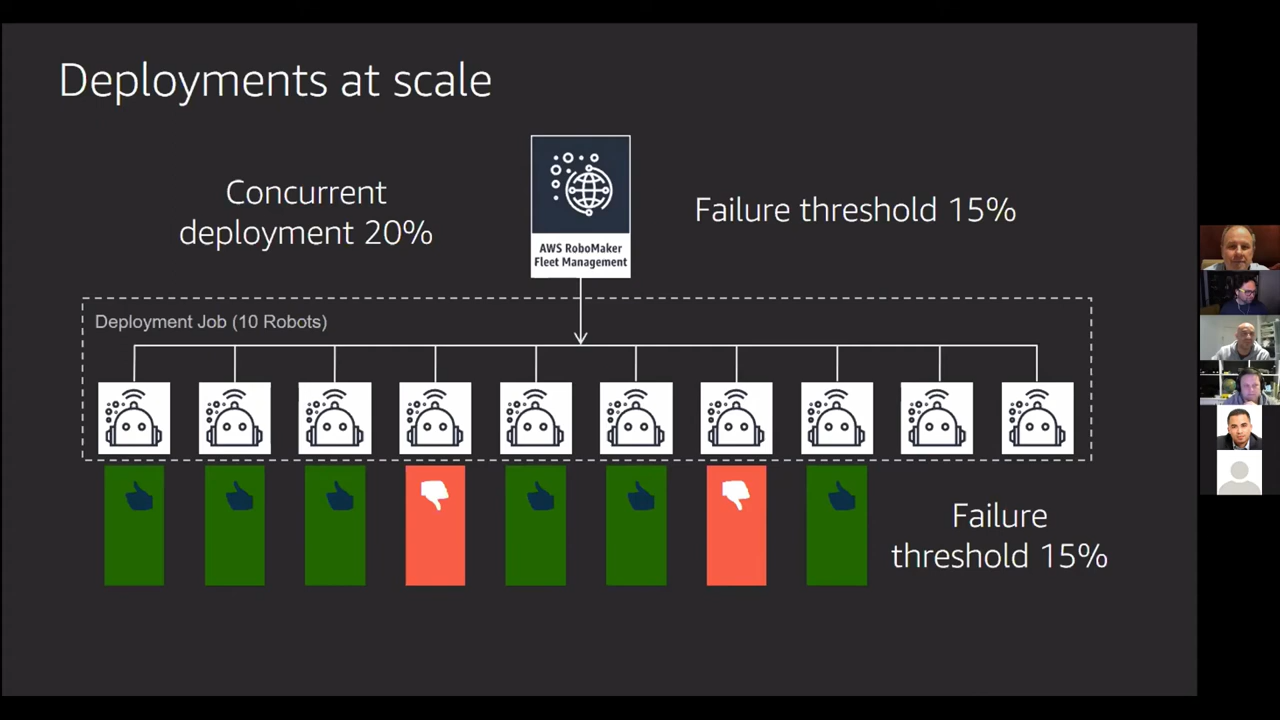 Deployments at scale
Concurrent
deployment 20%
AWS RoboMaker
Fleet Management
Failure threshold 15%
Deployment Job (10 Robots)
Failure
threshold 15%